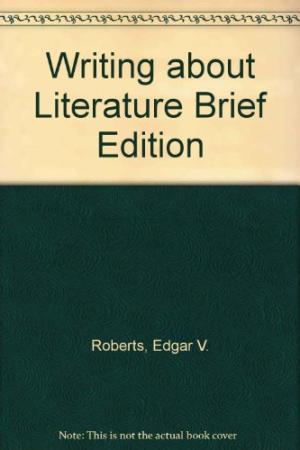 Writing about
Literature Brief
Edition
Roberts, Edgar V.
Note: This is not the actual book cover